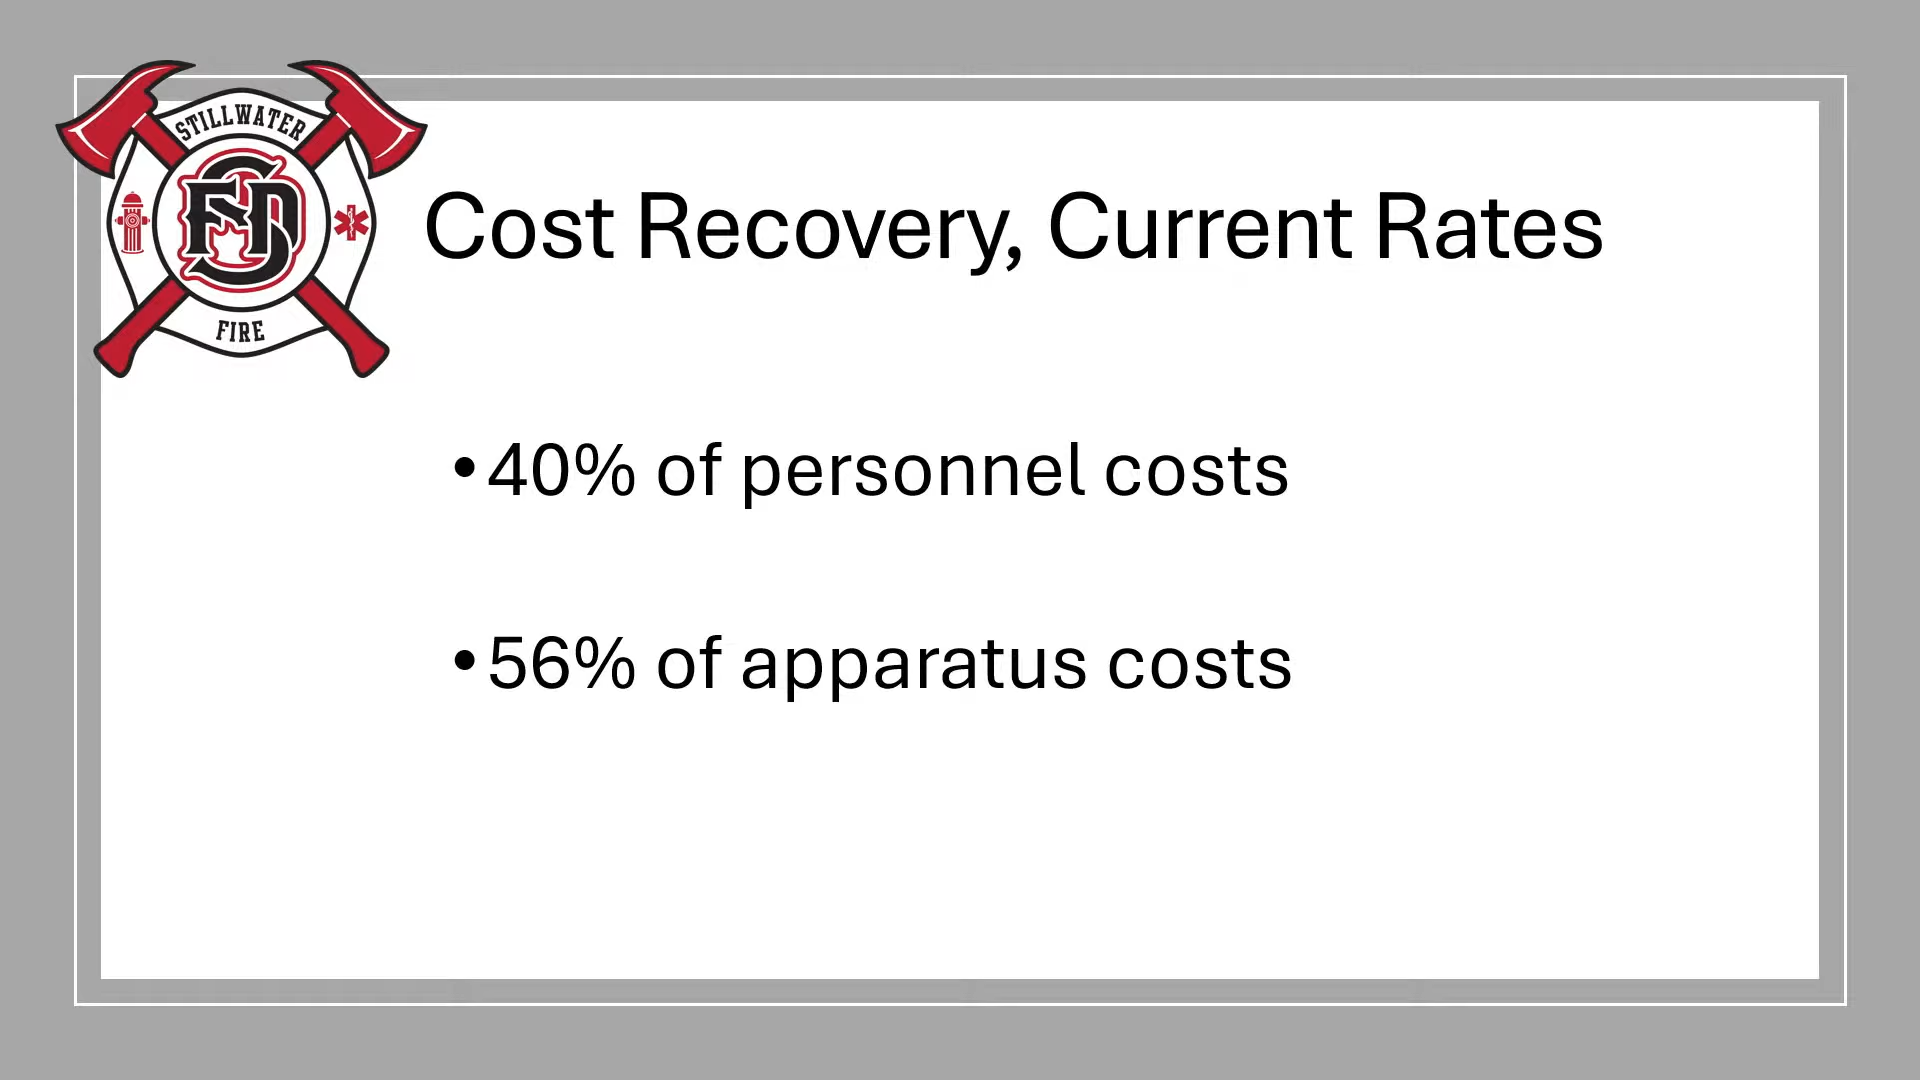 STILLWATER
SFD
FIRE
Cost Recovery, Current Rates
•40% of personnel costs
•56% of apparatus costs